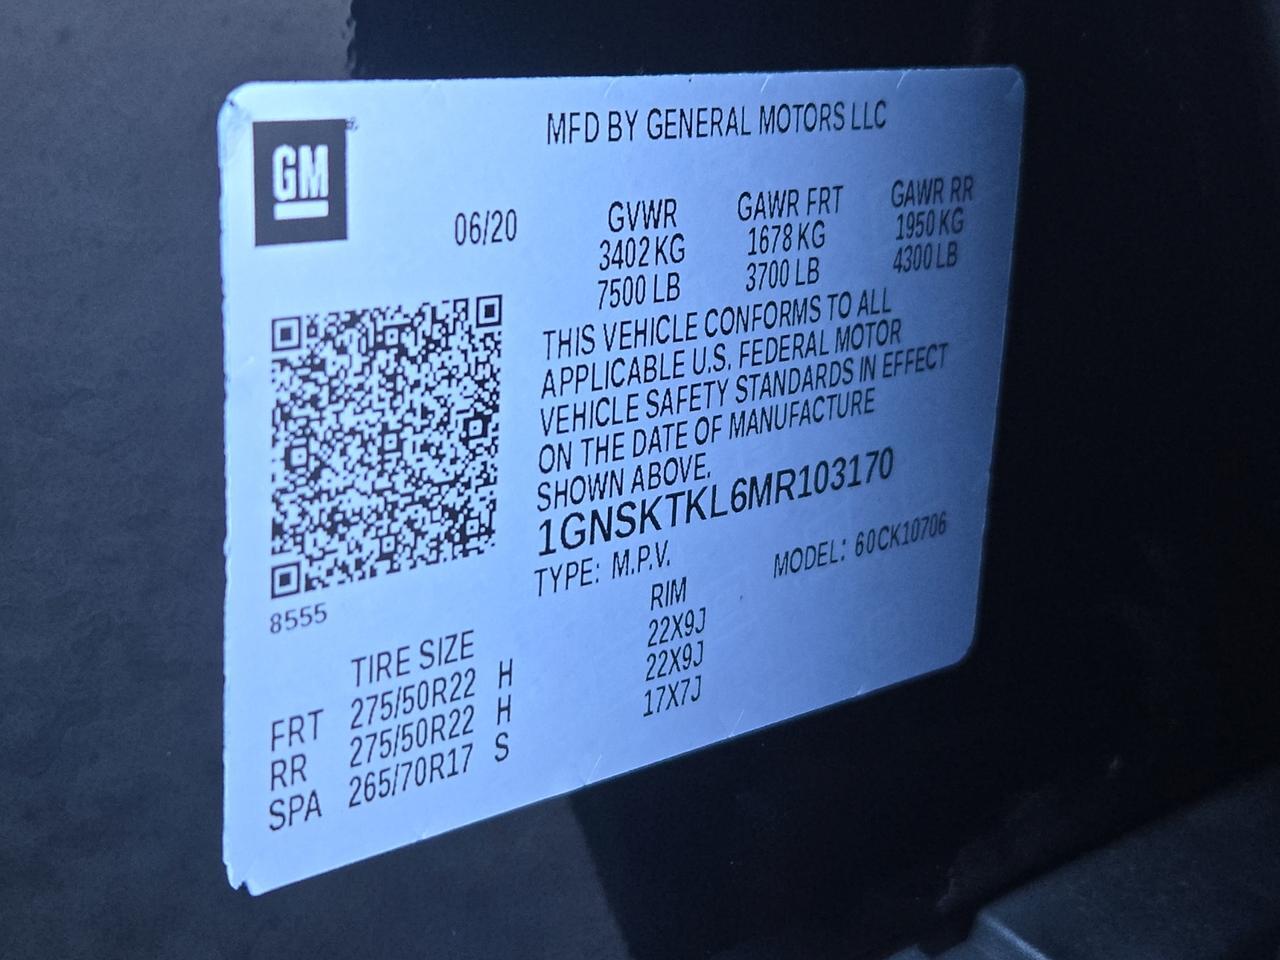 GM
MFD BY GENERAL MOTORS LLC
06/20
GVWR GAWR FRT GAWR RR
3402 KG 1678 KG 1950 KG
7500 LB 3700 LB 4300 LB
THIS VEHICLE CONFORMS TO ALL
APPLICABLE U.S. FEDERAL MOTOR
VEHICLE SAFETY STANDARDS IN EFFECT
ON THE DATE OF MANUFACTURE
SHOWN ABOVE.
1GNSKTKL6MR103170
TYPE: M.P.V. MODEL: 60CK10706
8555
TIRE SIZE RIM
FRT 275/50R22 H 22X9J
RR 275/50R22 H 22X9J
SPA 265/70R17 S 17X7J